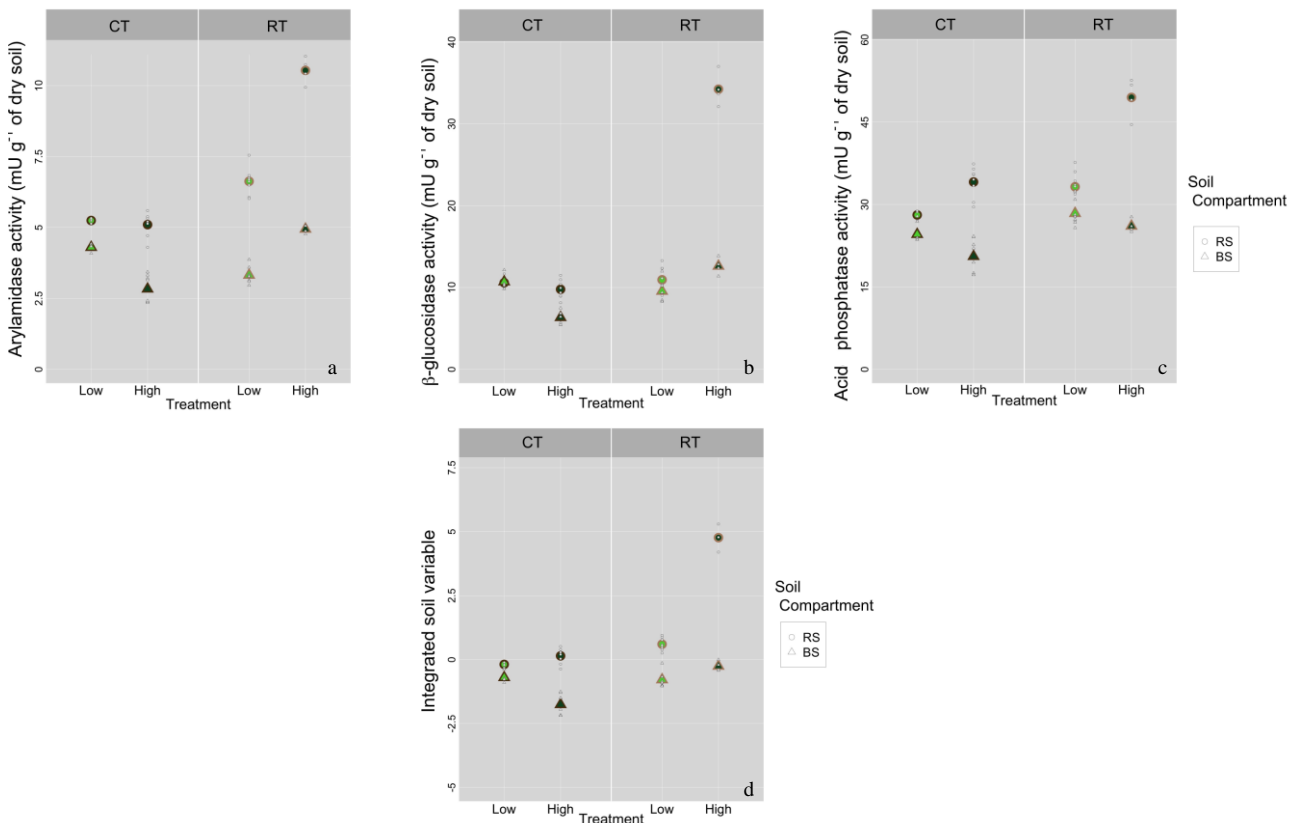 CT RT
Arylamidase activity (mU g⁻¹ of dry soil)
10
7.5
5
2.5
0
a
Low High Low High
Treatment
CT RT
β-glucosidase activity (mU g⁻¹ of dry soil)
40
30
20
10
0
b
Low High Low High
Treatment
CT RT
Acid phosphatase activity (mU g⁻¹ of dry soil)
60
45
30
15
0
c
Low High Low High
Treatment
Soil
Compartment
RS
BS
CT RT
Integrated soil variable
7.5
5
2.5
0
-2.5
-5
d
Low High Low High
Treatment
Soil
Compartment
RS
BS